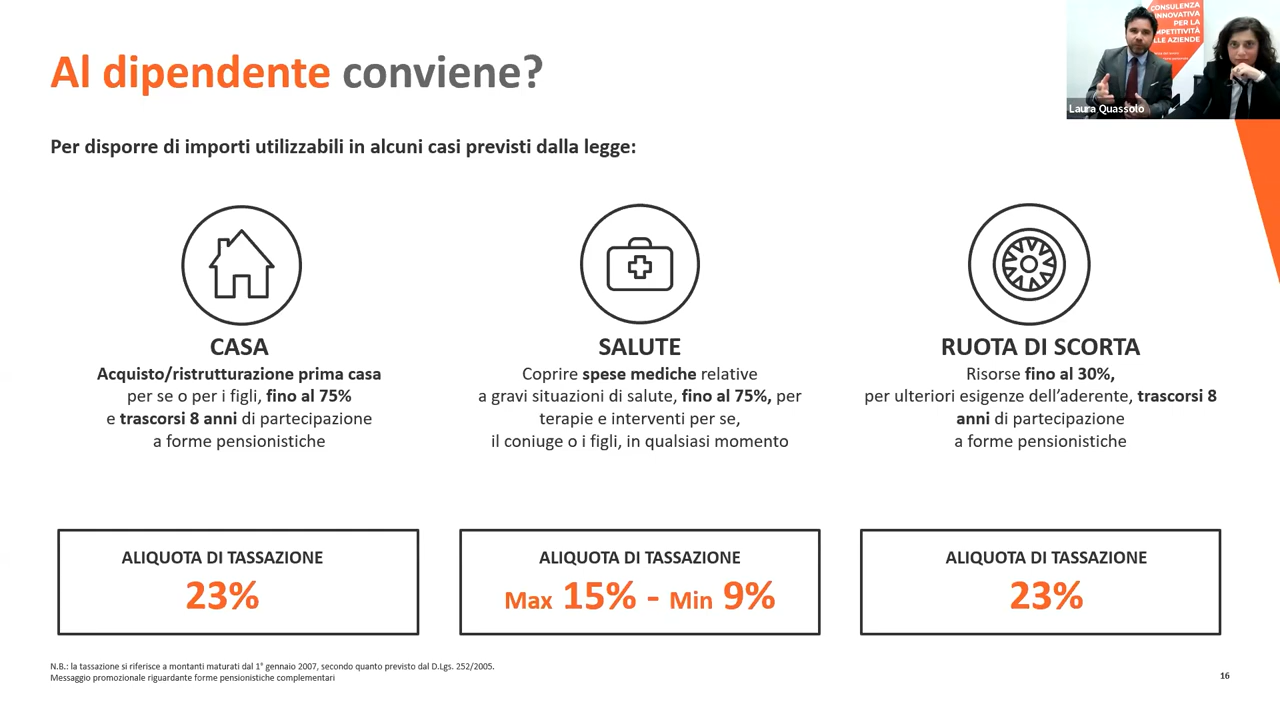 Al dipendente conviene?
CONSULENZA
INNOVATIVA
PER LA
COMPETITIVITÀ
DELLE AZIENDE
Laura Quassolo
Per disporre di importi utilizzabili in alcuni casi previsti dalla legge:
CASA
Acquisto/ristrutturazione prima casa
per se o per i figli, fino al 75%
e trascorsi 8 anni di partecipazione
a forme pensionistiche
SALUTE
Coprire spese mediche relative
a gravi situazioni di salute, fino al 75%, per
terapie e interventi per se,
il coniuge o i figli, in qualsiasi momento
RUOTA DI SCORTA
Risorse fino al 30%,
per ulteriori esigenze dell'aderente, trascorsi 8
anni di partecipazione
a forme pensionistiche
ALIQUOTA DI TASSAZIONE
23%
ALIQUOTA DI TASSAZIONE
Max 15% - Min 9%
ALIQUOTA DI TASSAZIONE
23%
N.B.: la tassazione si riferisce a montanti maturati dal 1° gennaio 2007, secondo quanto previsto dal D.Lgs. 252/2005.
Messaggio promozionale riguardante forme pensionistiche complementari
16